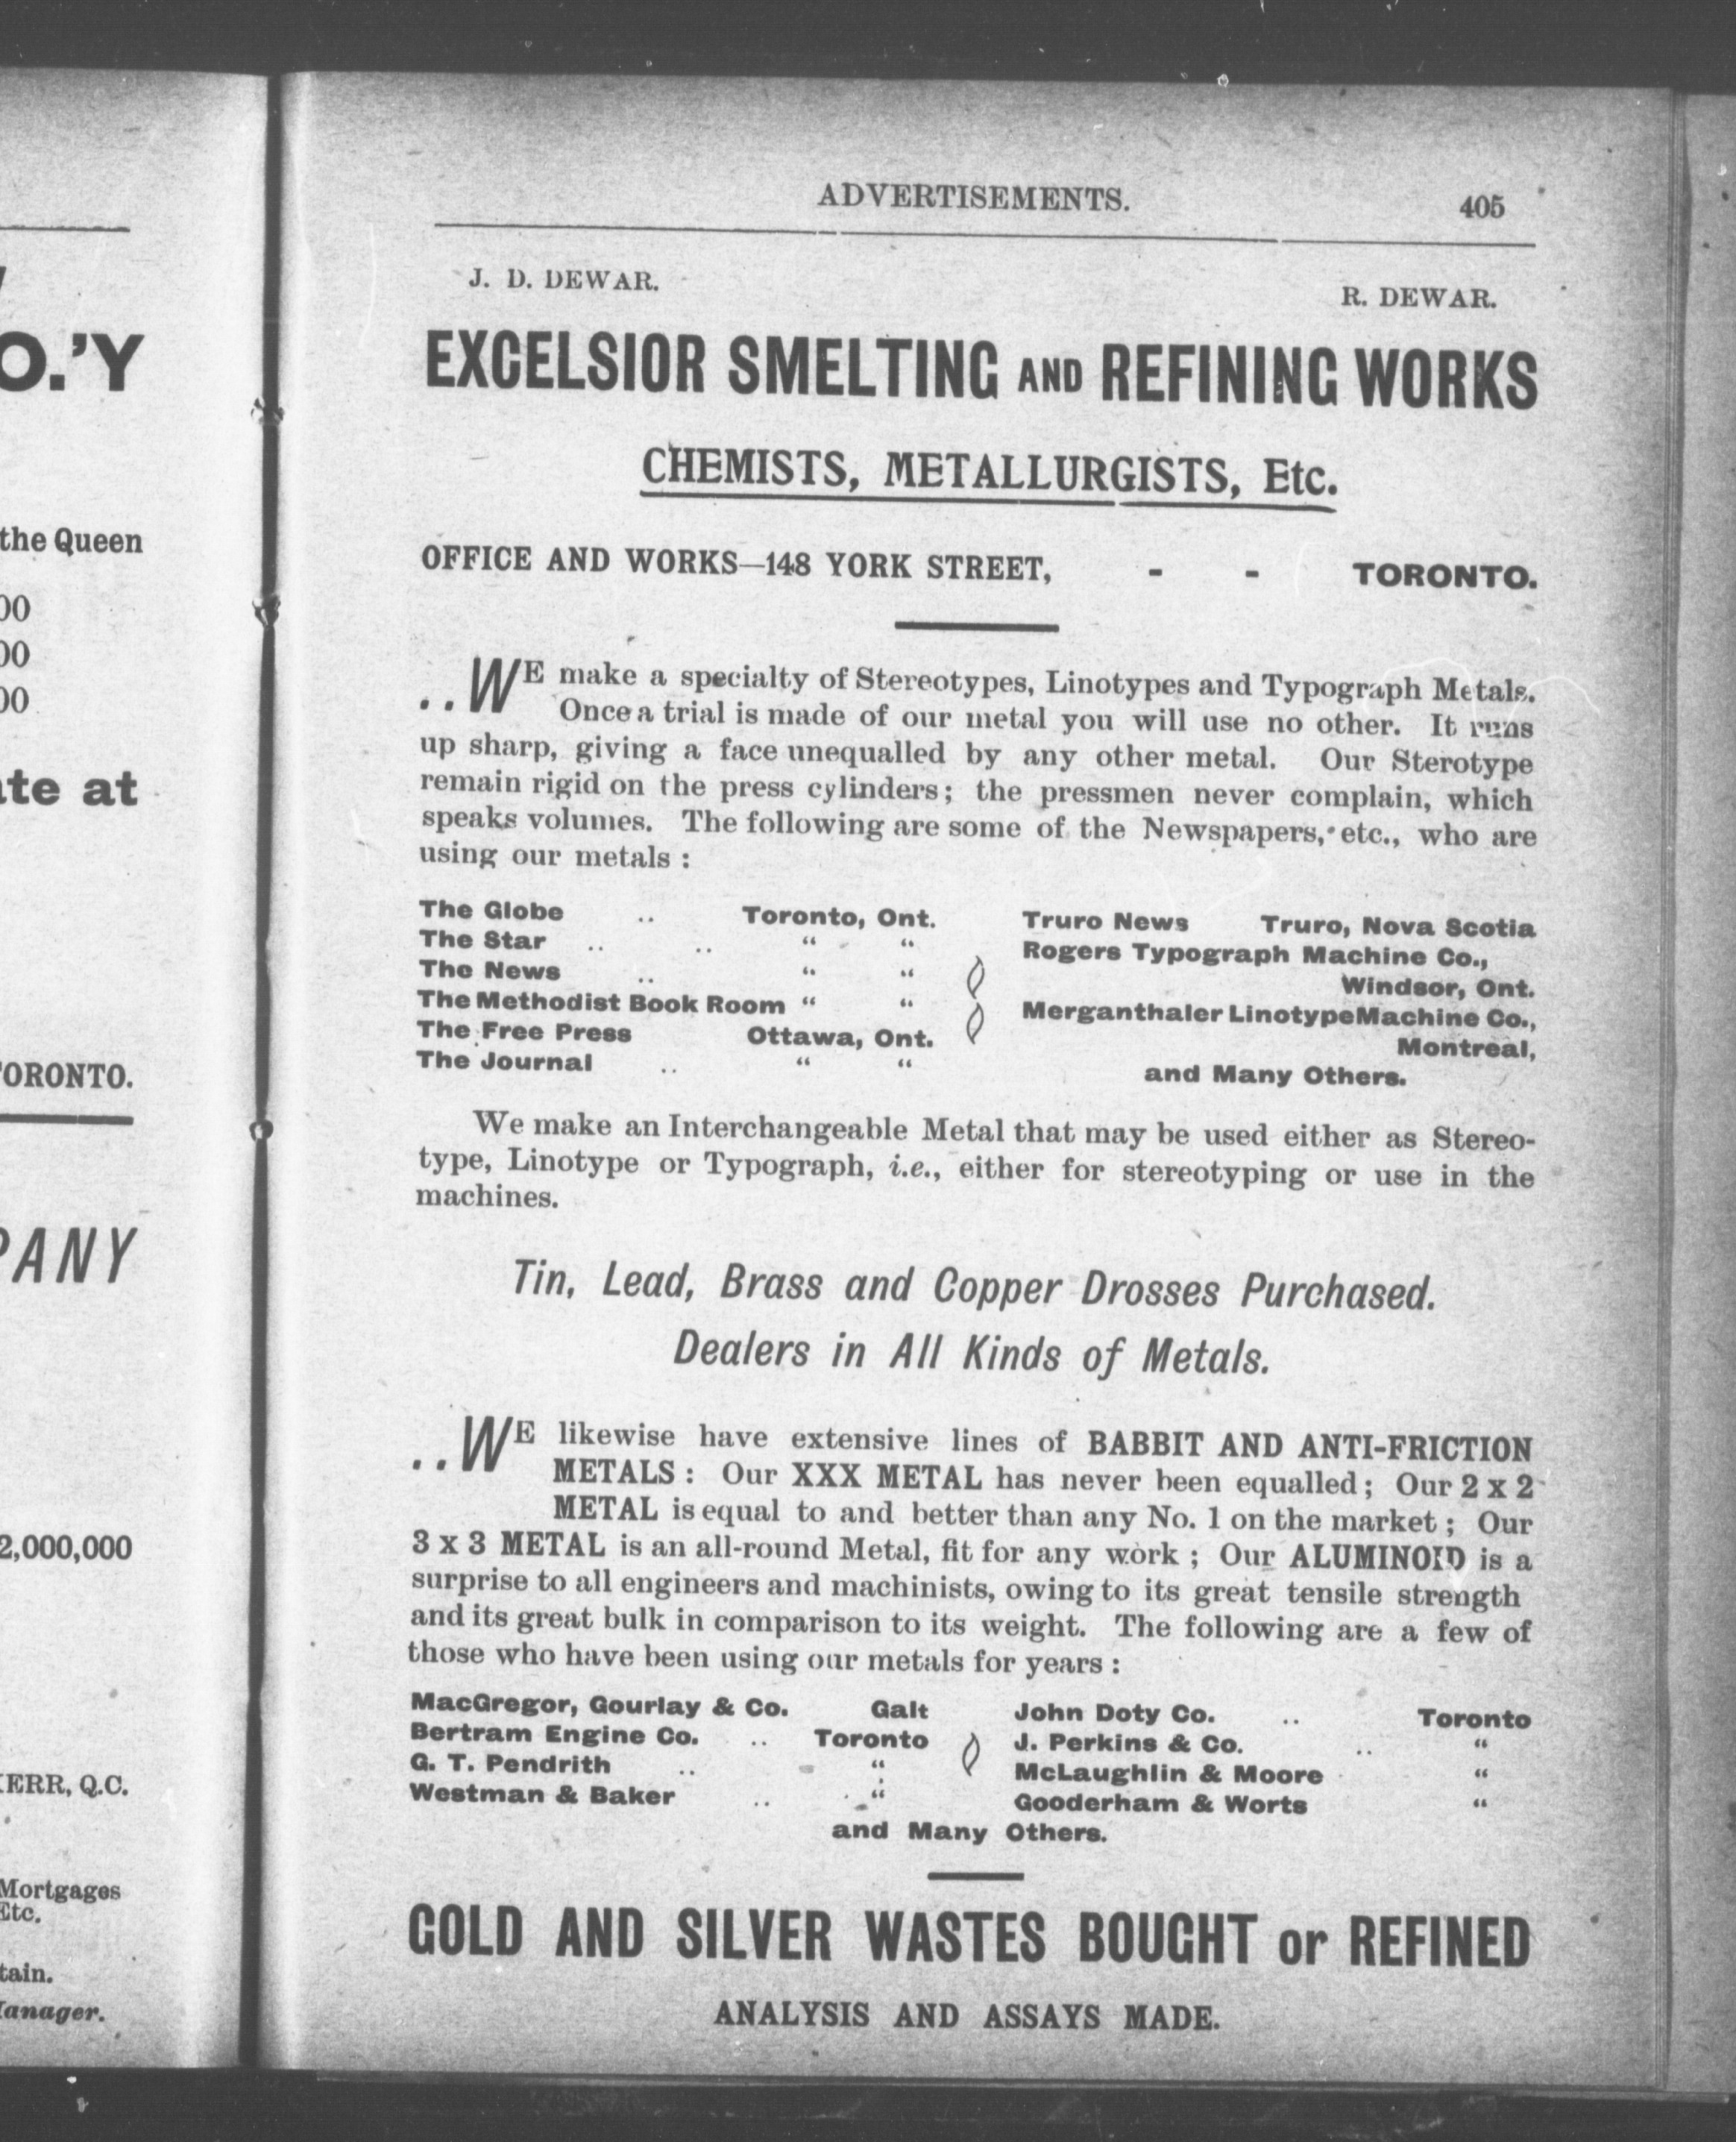 O.'Y
the Queen
00
00
00
ate at
TORONTO.
PANY
2,000,000
KERR, Q.C.
Mortgages
Etc.
tain.
Manager.
ADVERTISEMENTS. 405
J. D. DEWAR. R. DEWAR.
EXCELSIOR SMELTING AND REFINING WORKS
CHEMISTS, METALLURGISTS, Etc.
OFFICE AND WORKS—148 YORK STREET, - - TORONTO.
..WE make a specialty of Stereotypes, Linotypes and Typograph Metals.
Once a trial is made of our metal you will use no other. It runs
up sharp, giving a face unequalled by any other metal. Our Sterotype
remain rigid on the press cylinders; the pressmen never complain, which
speaks volumes. The following are some of the Newspapers, etc., who are
using our metals :
The Globe .. Toronto, Ont.
The Star .. .. “ “
The News .. “ “
The Methodist Book Room “ “
The Free Press Ottawa, Ont.
The Journal .. “ “
Truro News Truro, Nova Scotia
Rogers Typograph Machine Co.,
Windsor, Ont.
Merganthaler Linotype Machine Co.,
Montreal,
and Many Others.
We make an Interchangeable Metal that may be used either as Stereo-
type, Linotype or Typograph, i.e., either for stereotyping or use in the
machines.
Tin, Lead, Brass and Copper Drosses Purchased.
Dealers in All Kinds of Metals.
..WE likewise have extensive lines of BABBIT AND ANTI-FRICTION
METALS : Our XXX METAL has never been equalled ; Our 2 x 2
METAL is equal to and better than any No. 1 on the market ; Our
3 x 3 METAL is an all-round Metal, fit for any work ; Our ALUMINOID is a
surprise to all engineers and machinists, owing to its great tensile strength
and its great bulk in comparison to its weight. The following are a few of
those who have been using our metals for years :
MacGregor, Gourlay & Co. Galt
Bertram Engine Co. .. Toronto
G. T. Pendrith .. “
Westman & Baker .. “
John Doty Co. .. Toronto
J. Perkins & Co. .. “
McLaughlin & Moore “
Gooderham & Worts “
and Many Others.
GOLD AND SILVER WASTES BOUGHT or REFINED
ANALYSIS AND ASSAYS MADE.